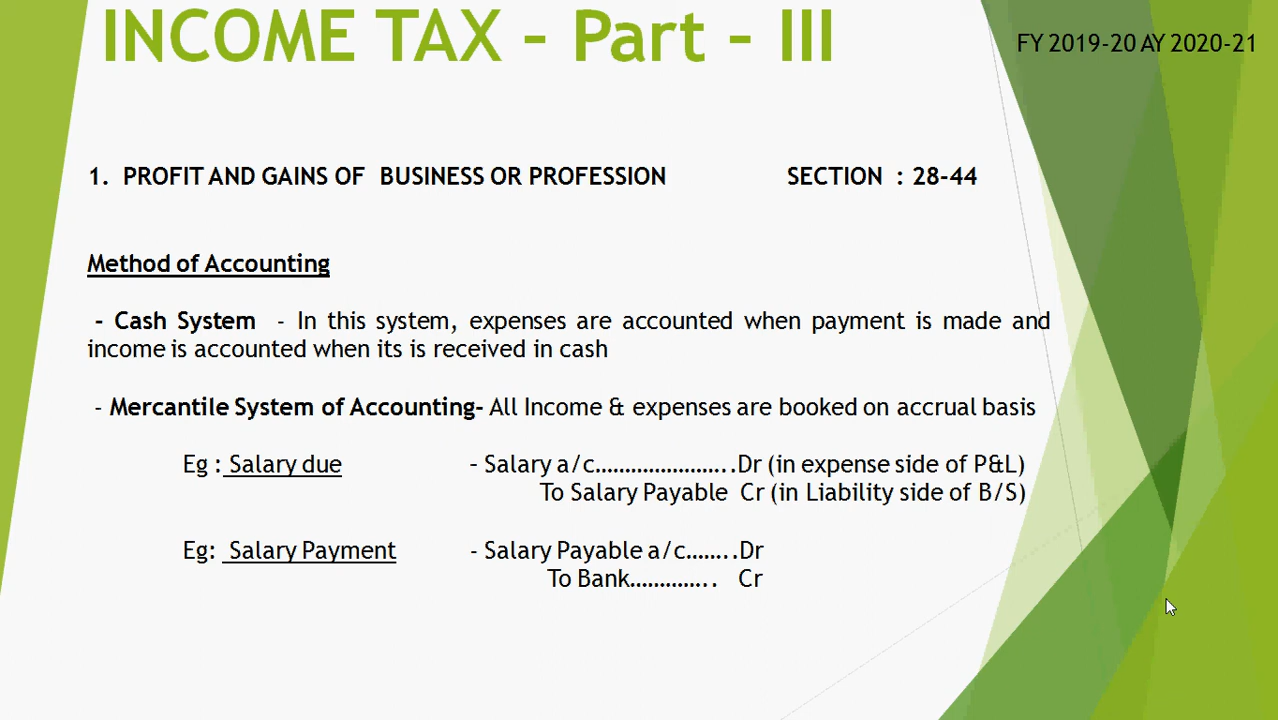 INCOME TAX - Part - III
FY 2019-20 AY 2020-21
1. PROFIT AND GAINS OF BUSINESS OR PROFESSION SECTION : 28-44
Method of Accounting
- Cash System - In this system, expenses are accounted when payment is made and
income is accounted when its is received in cash
- Mercantile System of Accounting- All Income & expenses are booked on accrual basis
Eg : Salary due - Salary a/c……………………..Dr (in expense side of P&L)
To Salary Payable Cr (in Liability side of B/S)
Eg: Salary Payment - Salary Payable a/c……..Dr
To Bank………….. Cr